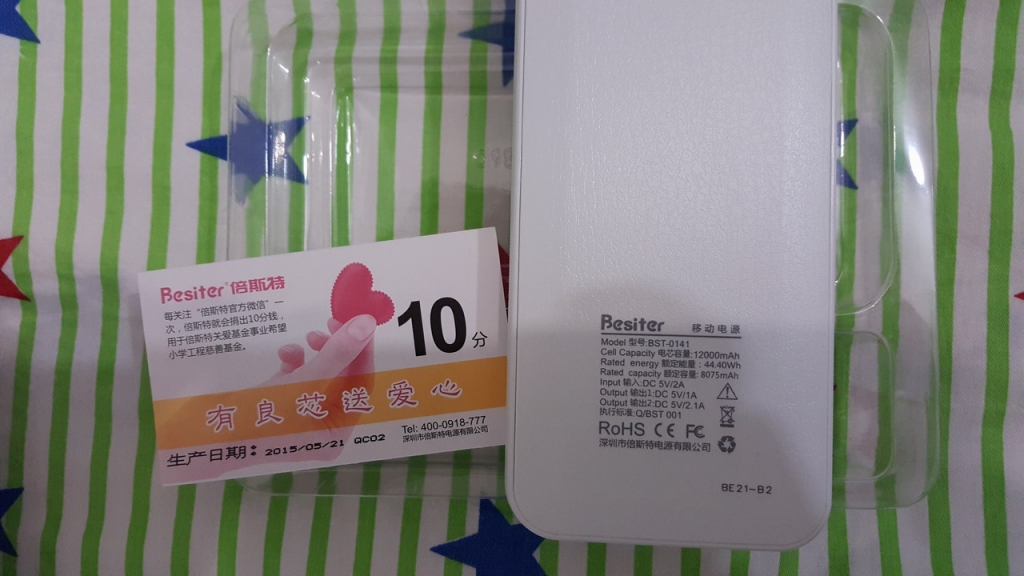 Besiter 倍斯特
每关注“倍斯特官方微信”一
次，倍斯特就会捐出10分钱，
用于倍斯特关爱基金事业希望
小学工程慈善基金。
10分
有良芯送爱心
Tel: 400-0918-777
深圳市倍斯特电源有限公司
生产日期：2015/05/21 QC02
Besiter 移动电源
Model 型号:BST-0141
Cell Capacity 电芯容量:12000mAh
Rated energy 额定能量：44.40Wh
Rated capacity 额定容量: 8075mAh
Input 输入:DC 5V/2A
Output 输出1:DC 5V/1A
Output 输出2:DC 5V/2.1A
执行标准:Q/BST 001
RoHS CE FC
深圳市倍斯特电源有限公司
BE21-B2